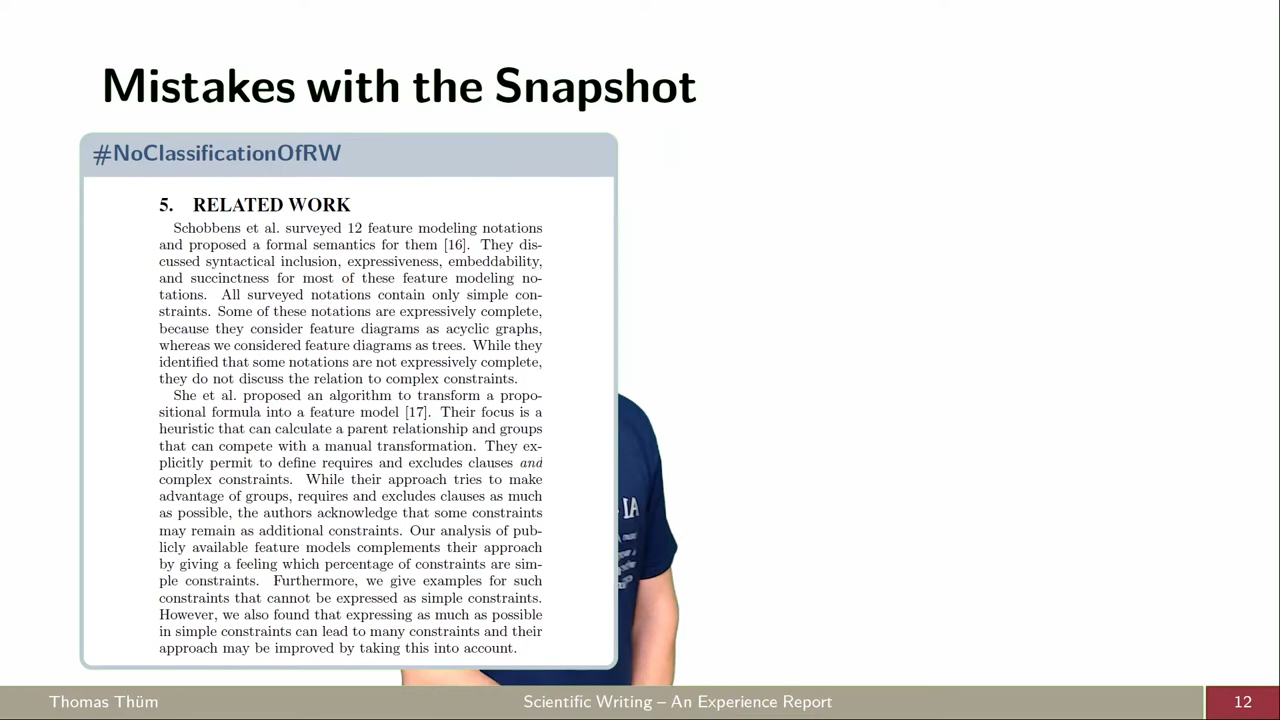 Mistakes with the Snapshot
#NoClassificationOfRW
5. RELATED WORK
Schobbens et al. surveyed 12 feature modeling notations
and proposed a formal semantics for them [16]. They dis-
cussed syntactical inclusion, expressiveness, embeddability,
and succinctness for most of these feature modeling no-
tations. All surveyed notations contain only simple con-
straints. Some of these notations are expressively complete,
because they consider feature diagrams as acyclic graphs,
whereas we considered feature diagrams as trees. While they
identified that some notations are not expressively complete,
they do not discuss the relation to complex constraints.
She et al. proposed an algorithm to transform a propo-
sitional formula into a feature model [17]. Their focus is a
heuristic that can calculate a parent relationship and groups
that can compete with a manual transformation. They ex-
plicitly permit to define requires and excludes clauses and
complex constraints. While their approach tries to make
advantage of groups, requires and excludes clauses as much
as possible, the authors acknowledge that some constraints
may remain as additional constraints. Our analysis of pub-
licly available feature models complements their approach
by giving a feeling which percentage of constraints are sim-
ple constraints. Furthermore, we give examples for such
constraints that cannot be expressed as simple constraints.
However, we also found that expressing as much as possible
in simple constraints can lead to many constraints and their
approach may be improved by taking this into account.
Thomas Thüm
Scientific Writing – An Experience Report
12